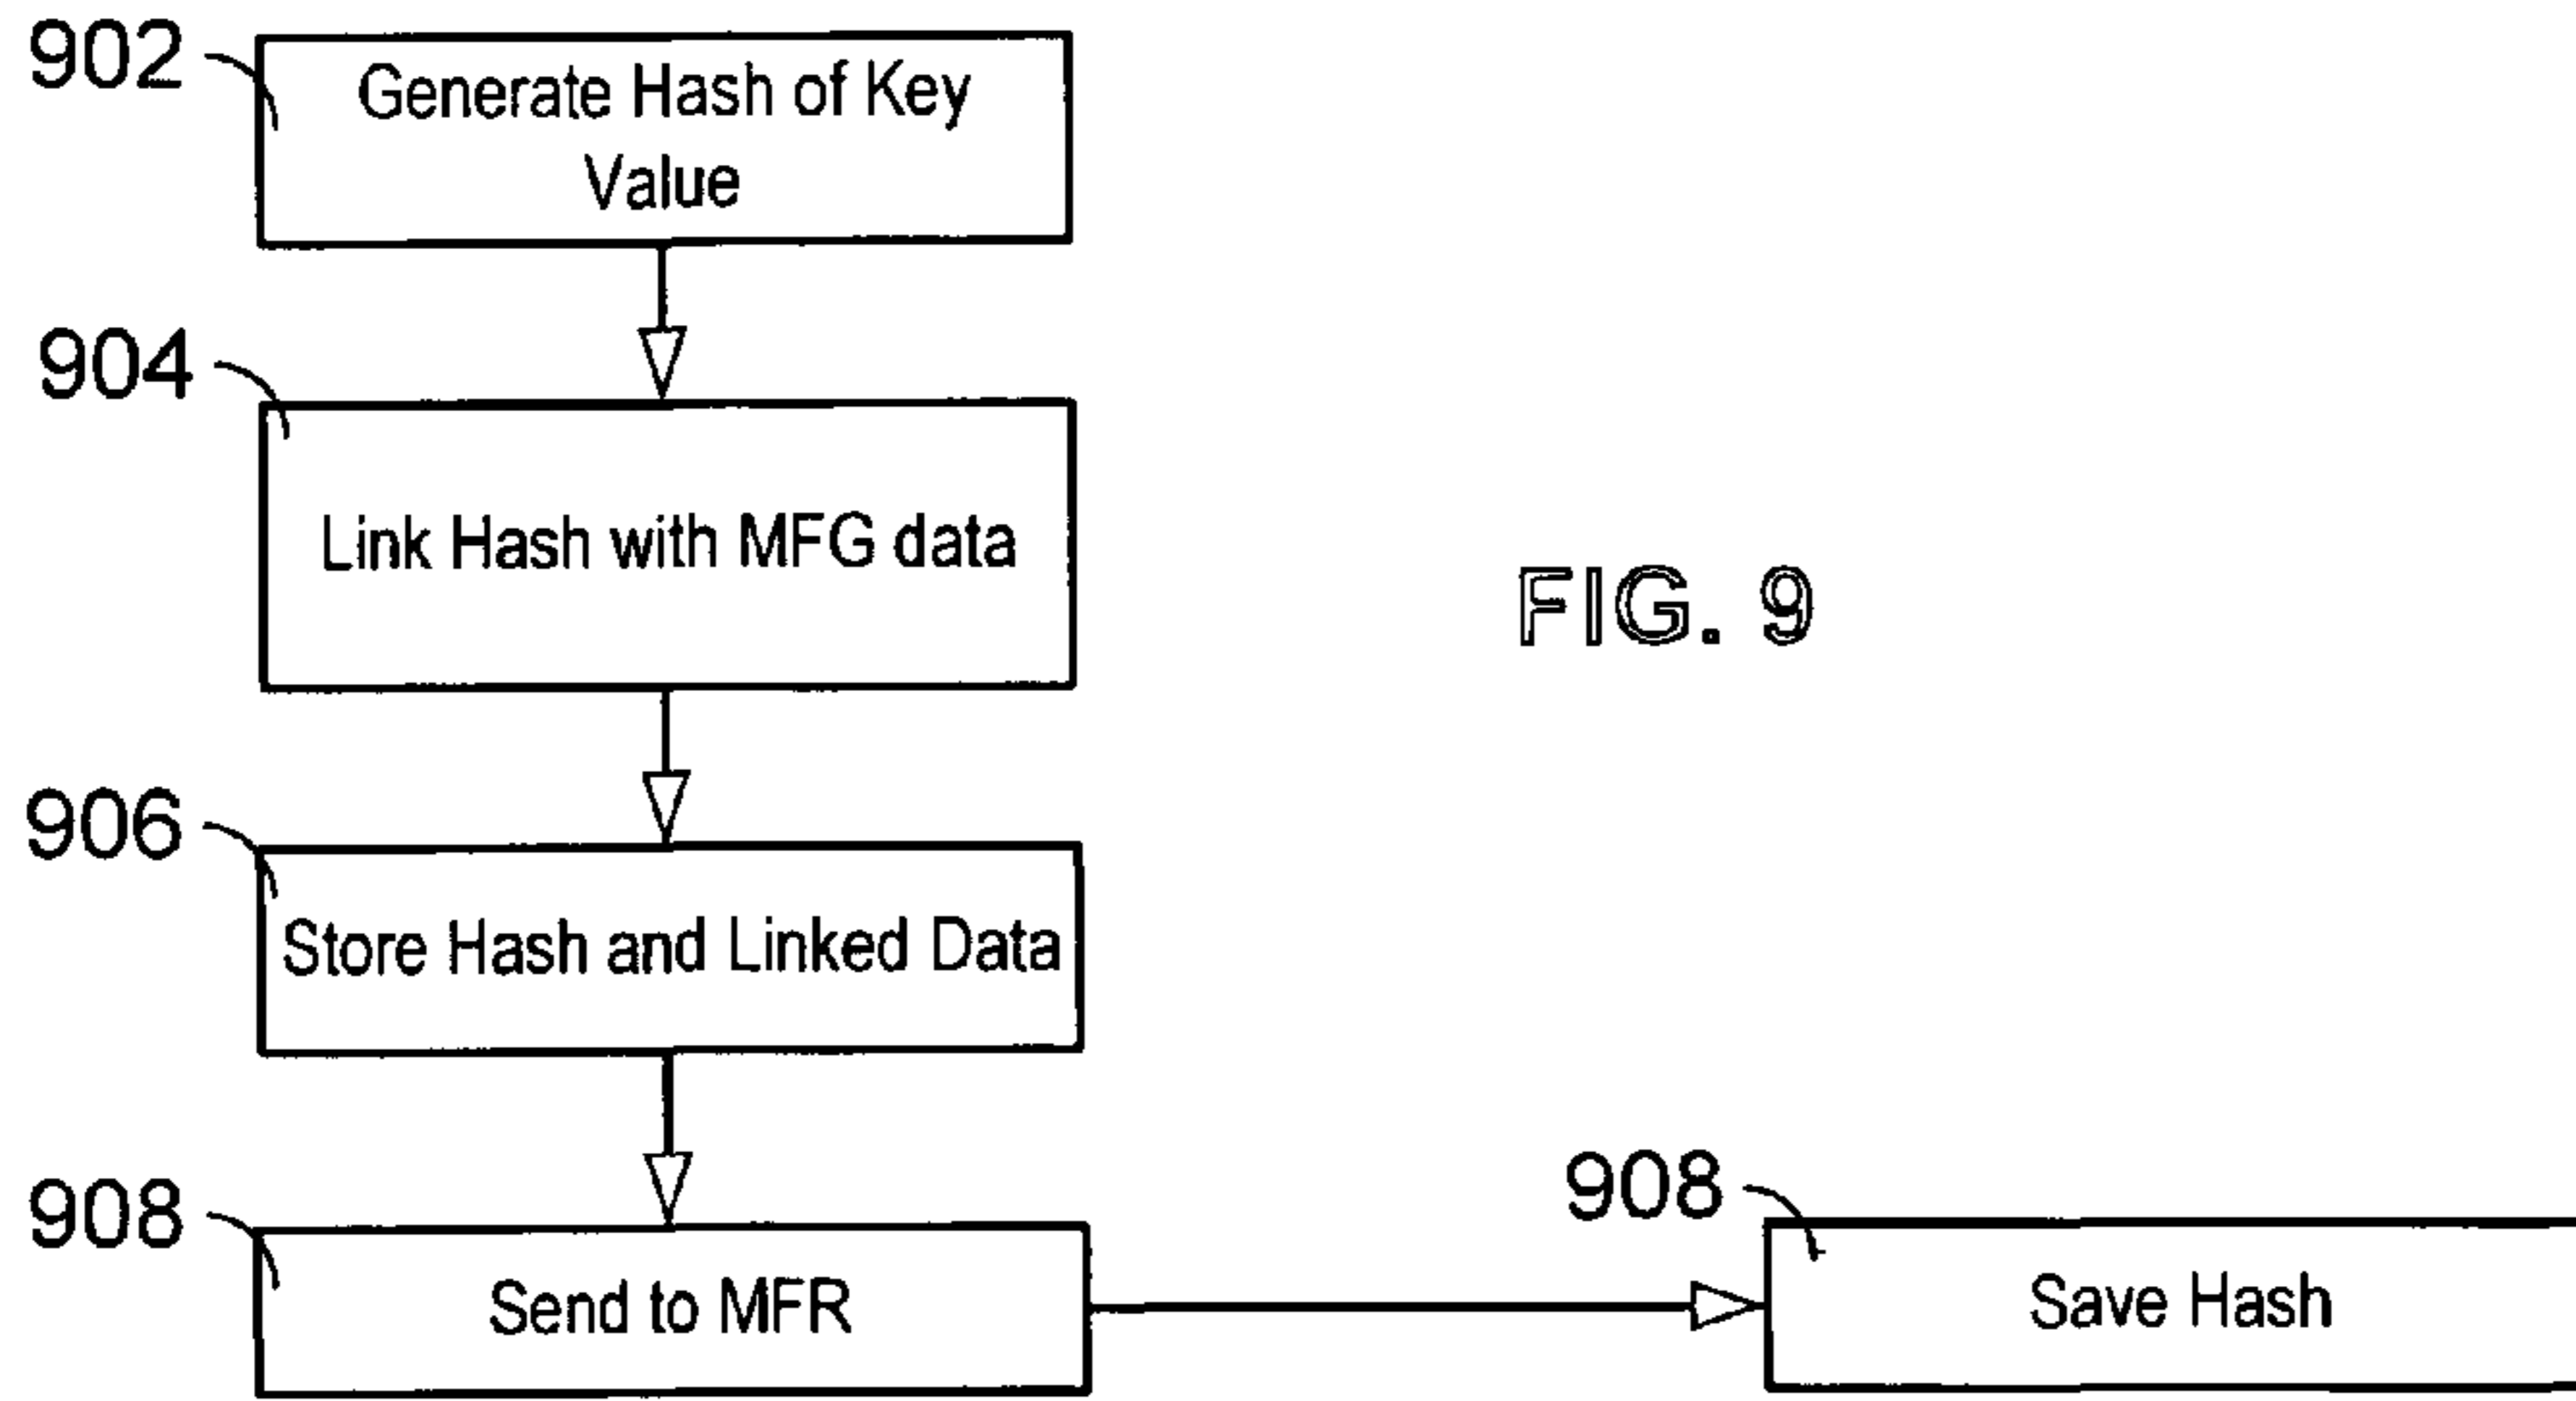 902
Generate Hash of Key
Value
904
Link Hash with MFG data
FIG. 9
906
Store Hash and Linked Data
908
Send to MFR
908
Save Hash